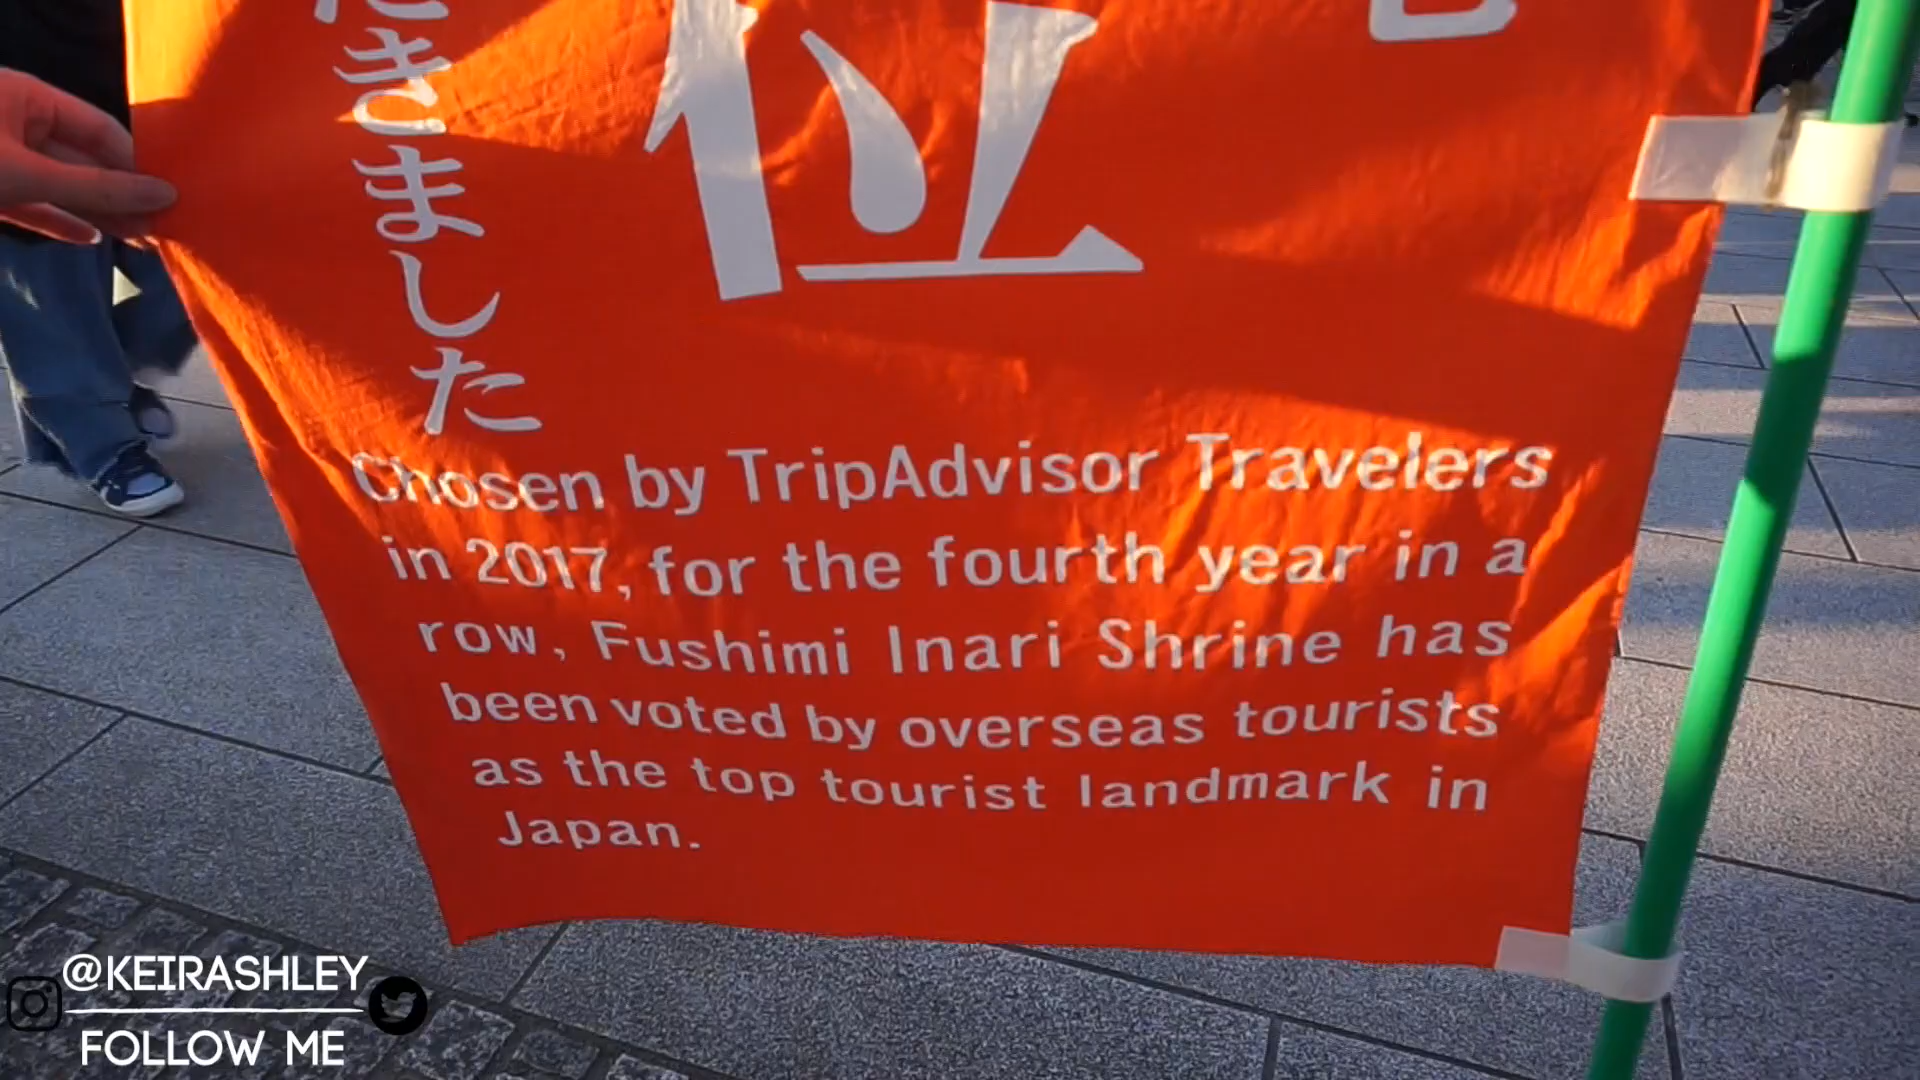 きました
位
Chosen by TripAdvisor Travelers
in 2017, for the fourth year in a
row, Fushimi Inari Shrine has
been voted by overseas tourists
as the top tourist landmark in
Japan.
@KEIRASHLEY
FOLLOW ME